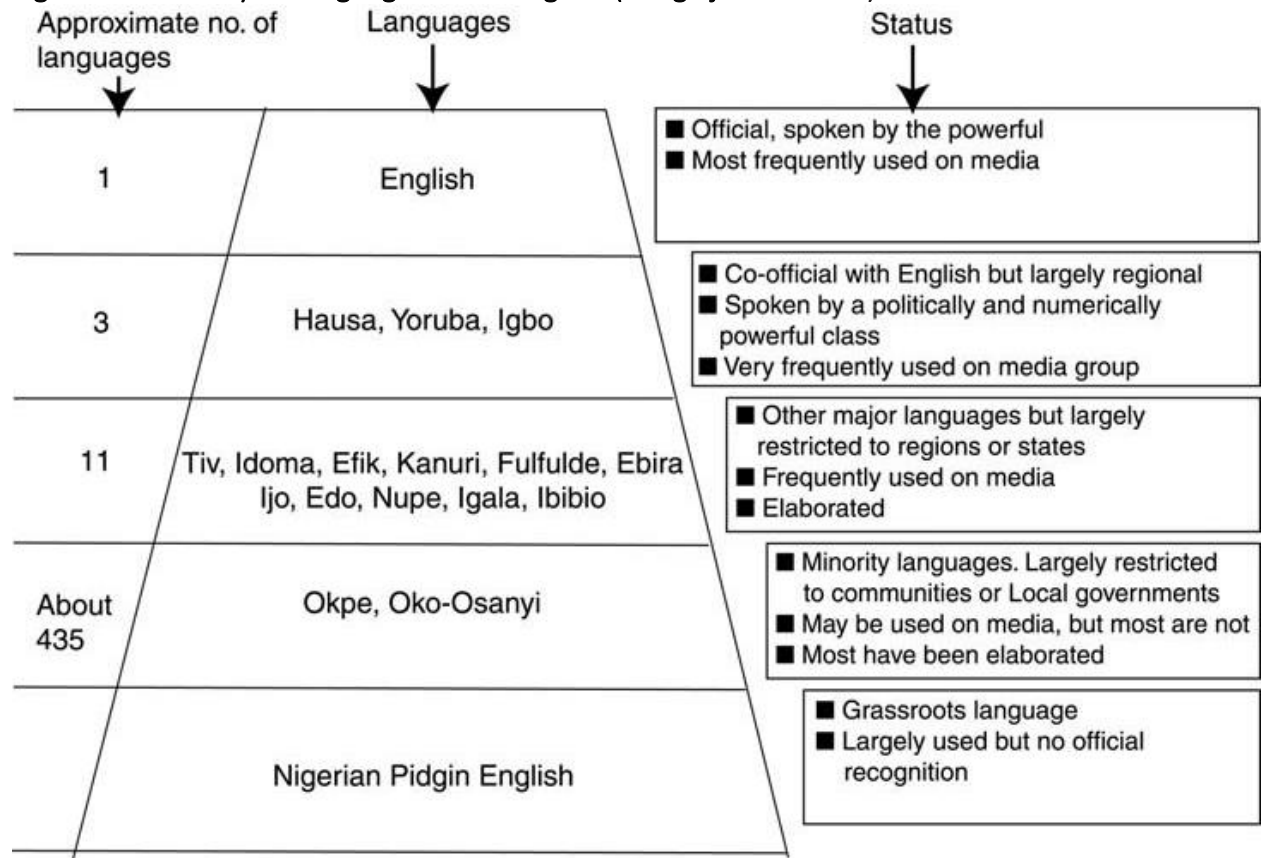 Approximate no. of
languages
Languages
Status
1
English
■ Official, spoken by the powerful
■ Most frequently used on media
3
Hausa, Yoruba, Igbo
■ Co-official with English but largely regional
■ Spoken by a politically and numerically
powerful class
■ Very frequently used on media group
11
Tiv, Idoma, Efik, Kanuri, Fulfulde, Ebira
Ijo, Edo, Nupe, Igala, Ibibio
■ Other major languages but largely
restricted to regions or states
■ Frequently used on media
■ Elaborated
About
435
Okpe, Oko-Osanyi
■ Minority languages. Largely restricted
to communities or Local governments
■ May be used on media, but most are not
■ Most have been elaborated
Nigerian Pidgin English
■ Grassroots language
■ Largely used but no official
recognition